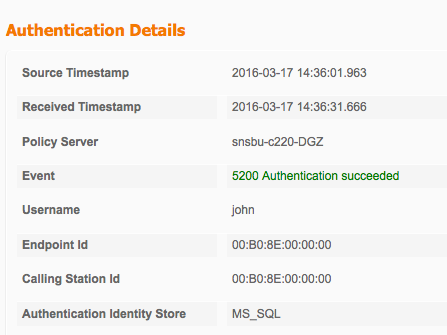 Authentication Details
Source Timestamp 2016-03-17 14:36:01.963
Received Timestamp 2016-03-17 14:36:31.666
Policy Server snsbu-c220-DGZ
Event 5200 Authentication succeeded
Username john
Endpoint Id 00:B0:8E:00:00:00
Calling Station Id 00:B0:8E:00:00:00
Authentication Identity Store MS_SQL